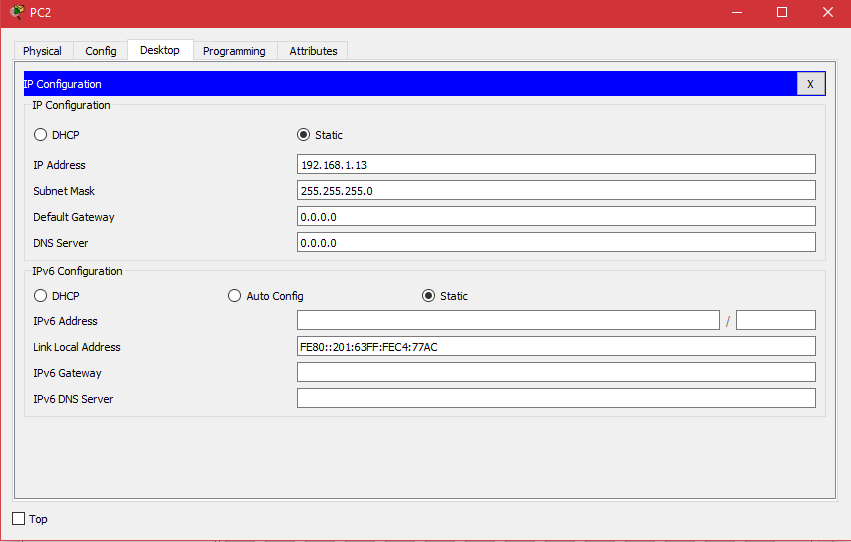 PC2
Physical Config Desktop Programming Attributes
IP Configuration X
IP Configuration
DHCP Static
IP Address 192.168.1.13
Subnet Mask 255.255.255.0
Default Gateway 0.0.0.0
DNS Server 0.0.0.0
IPv6 Configuration
DHCP Auto Config Static
IPv6 Address /
Link Local Address FE80::201:63FF:FEC4:77AC
IPv6 Gateway
IPv6 DNS Server
Top